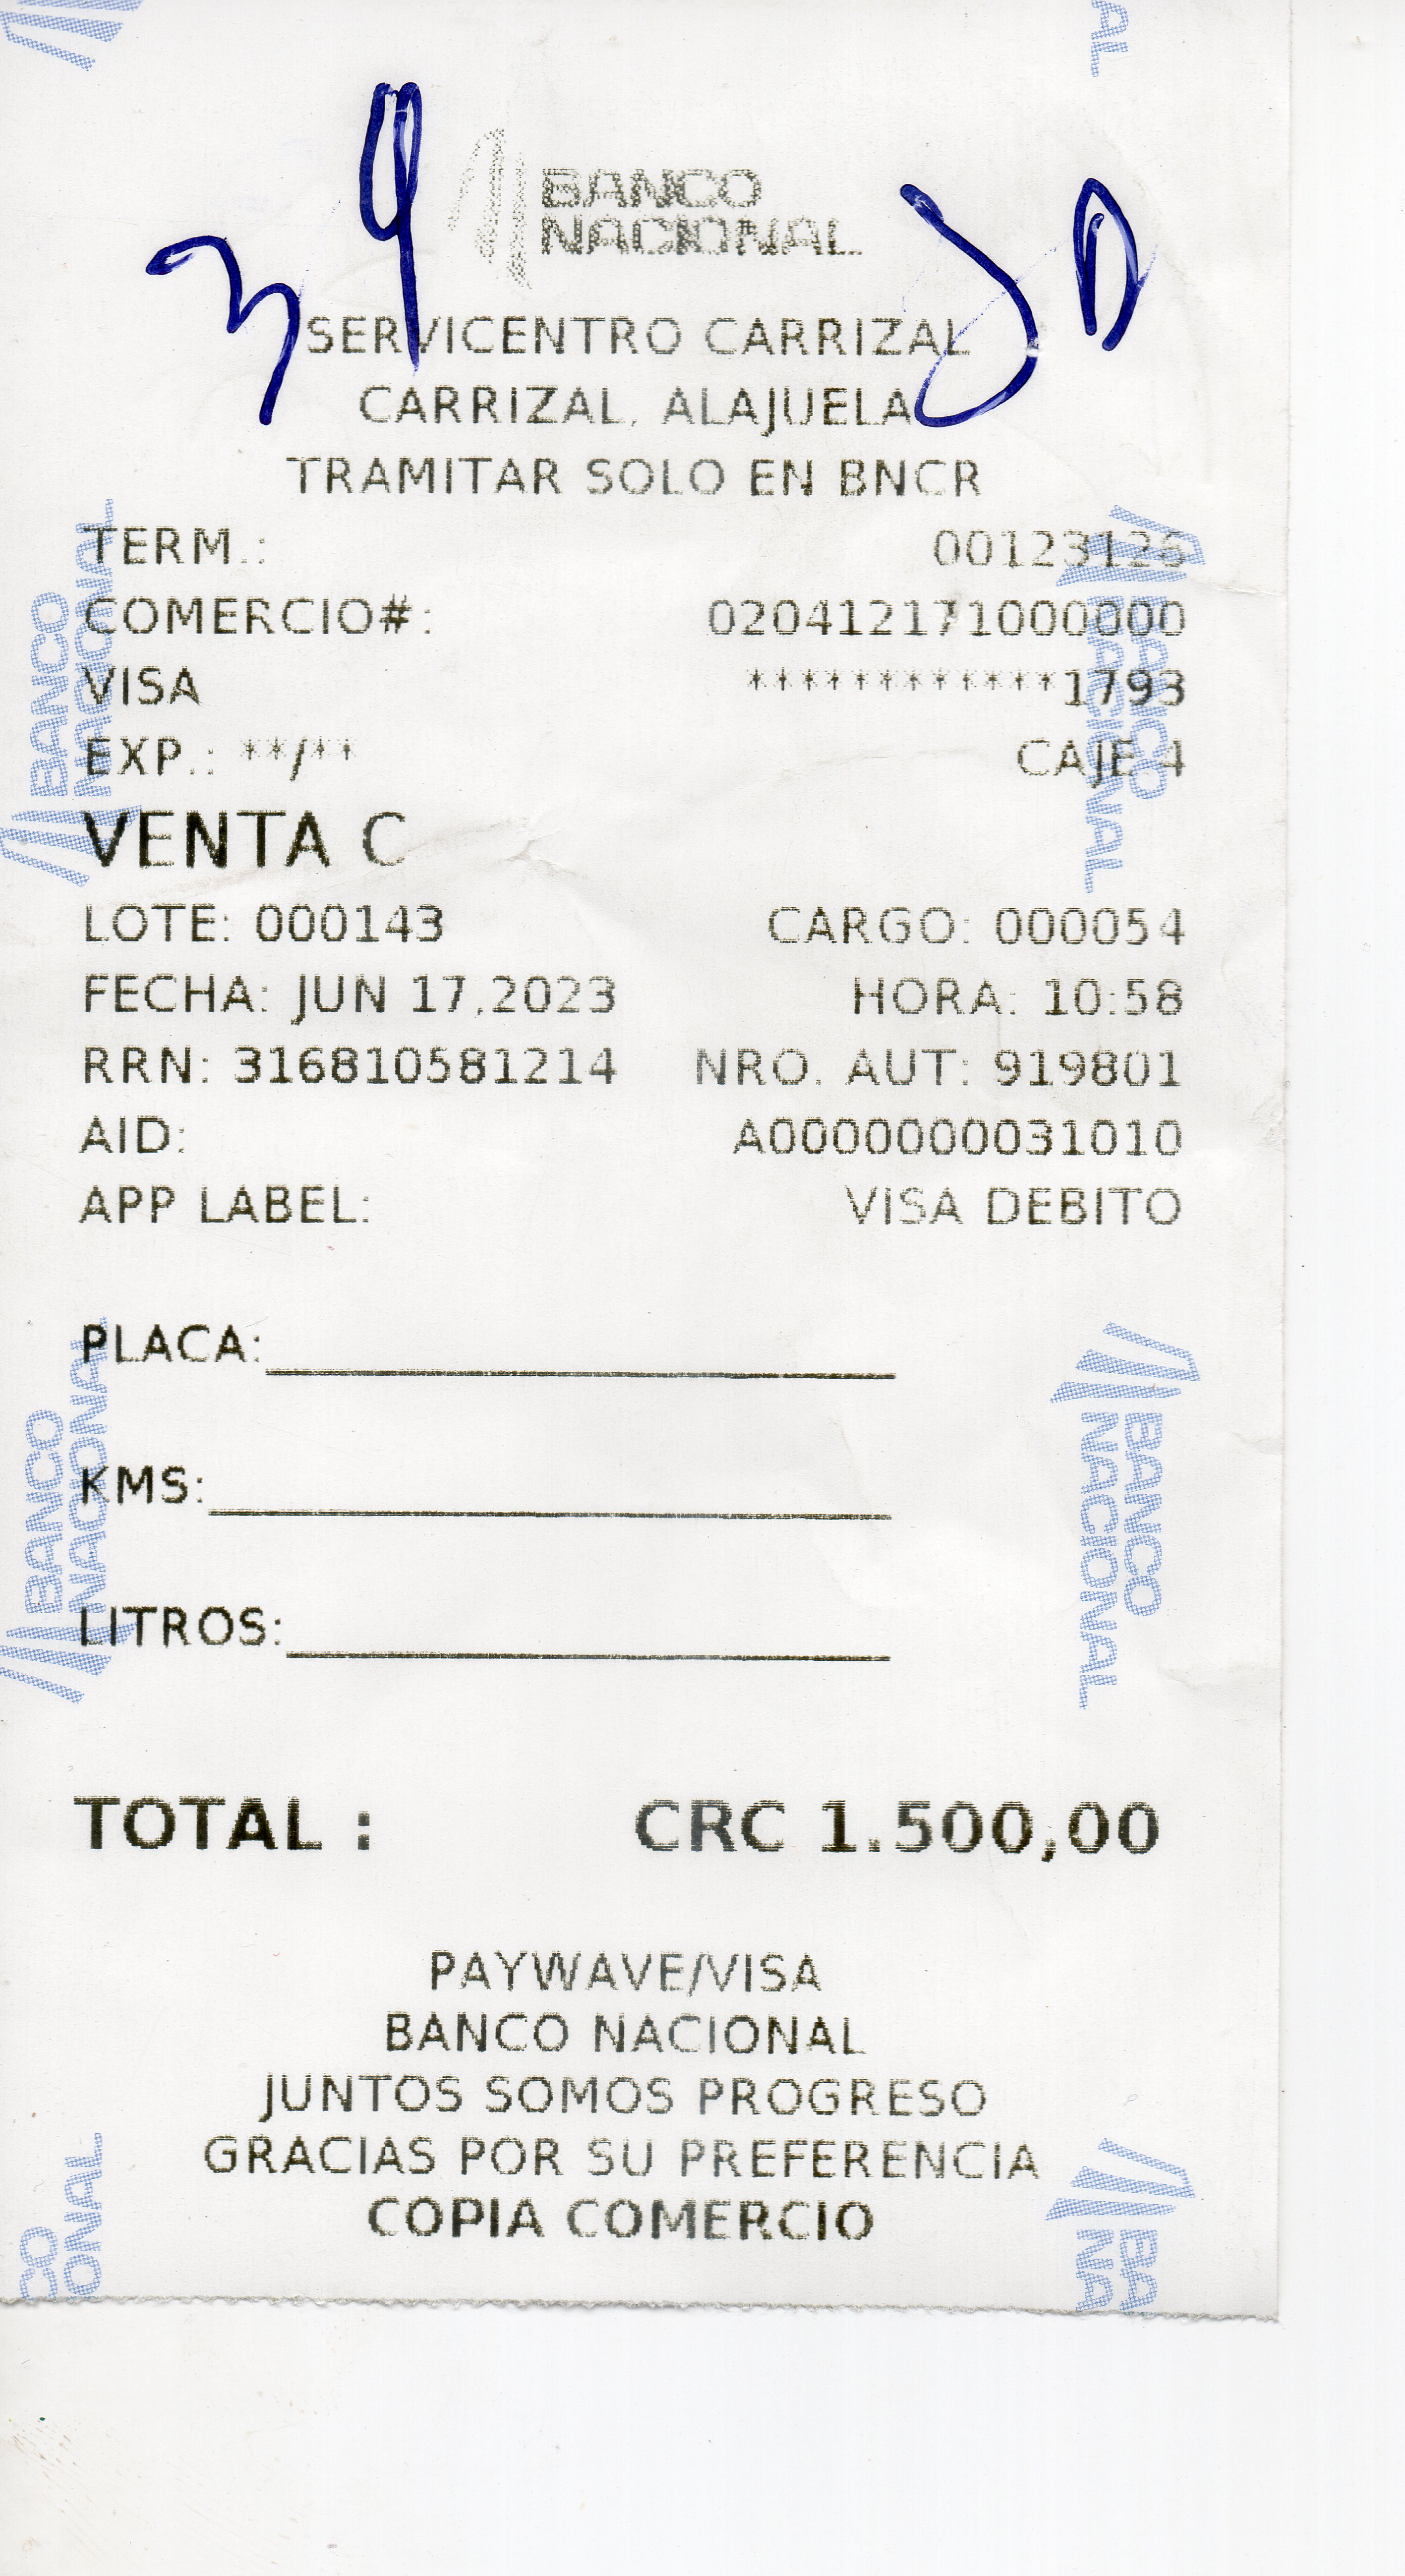 BANCO
NACIONAL
SERVICENTRO CARRIZAL
CARRIZAL, ALAJUELA
TRAMITAR SOLO EN BNCR
TERM.: 00123126
COMERCIO#: 020412171000000
VISA ************1793
EXP.: **/** CAJE 4
VENTA C
LOTE: 000143 CARGO: 000054
FECHA: JUN 17,2023 HORA: 10:58
RRN: 316810581214 NRO. AUT: 919801
AID: A0000000031010
APP LABEL: VISA DEBITO
PLACA:
KMS:
LITROS:
TOTAL : CRC 1.500,00
PAYWAVE/VISA
BANCO NACIONAL
JUNTOS SOMOS PROGRESO
GRACIAS POR SU PREFERENCIA
COPIA COMERCIO
BANCO
NACIONAL
BANCO
NACIONAL
BANCO
NACIONAL
BANCO
NACIONAL